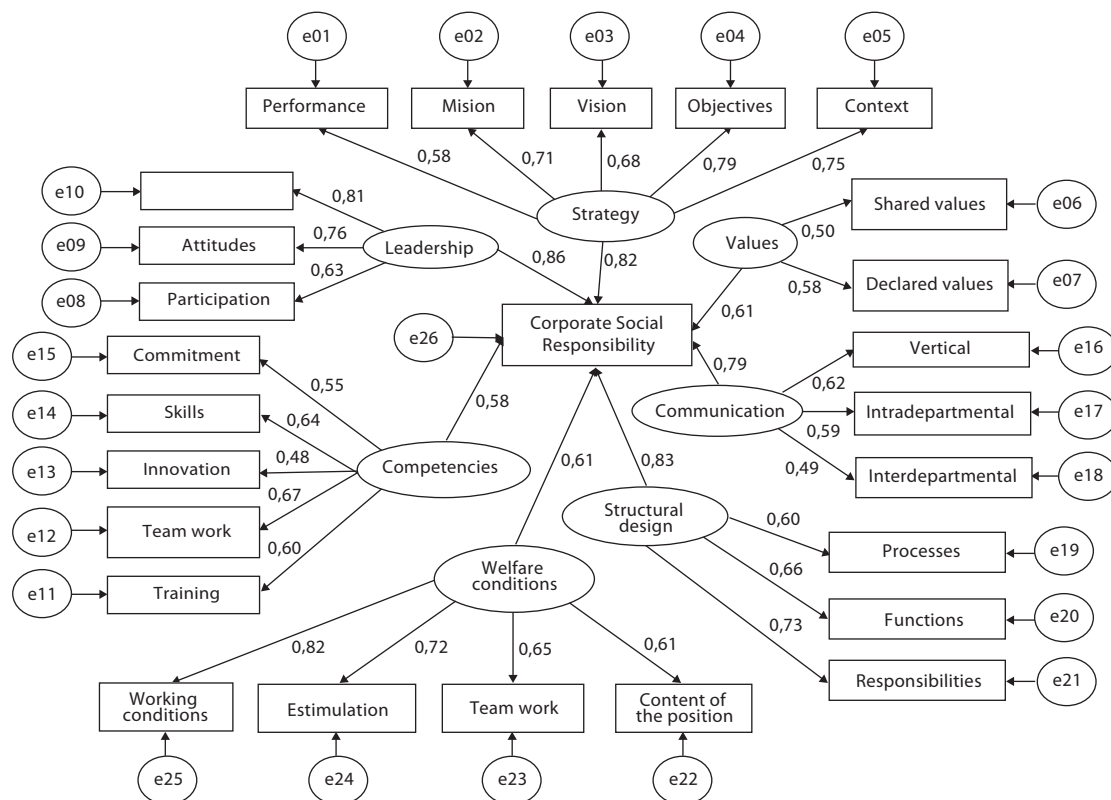 e01
e02
e03
e04
e05
Performance
Mision
Vision
Objectives
Context
0,58
0,71
0,68
0,79
0,75
e10
0,81
Strategy
Shared values
e06
e09
Attitudes
0,76
Leadership
Values
0,50
0,86
0,82
0,63
e08
Participation
0,58
Declared values
e07
0,61
e26
Corporate Social
Responsibility
e15
Commitment
Vertical
e16
0,79
0,55
0,58
0,62
e14
Skills
0,64
Communication
Intradepartmental
e17
0,59
e13
Innovation
0,48
Competencies
0,61
0,83
0,49
Interdepartmental
e18
0,67
e12
Team work
Structural
design
0,60
0,60
Processes
e19
e11
Training
Welfare
conditions
0,66
Functions
e20
0,73
0,82
0,72
0,65
0,61
Responsibilities
e21
Working
conditions
Estimulation
Team work
Content of
the position
e25
e24
e23
e22